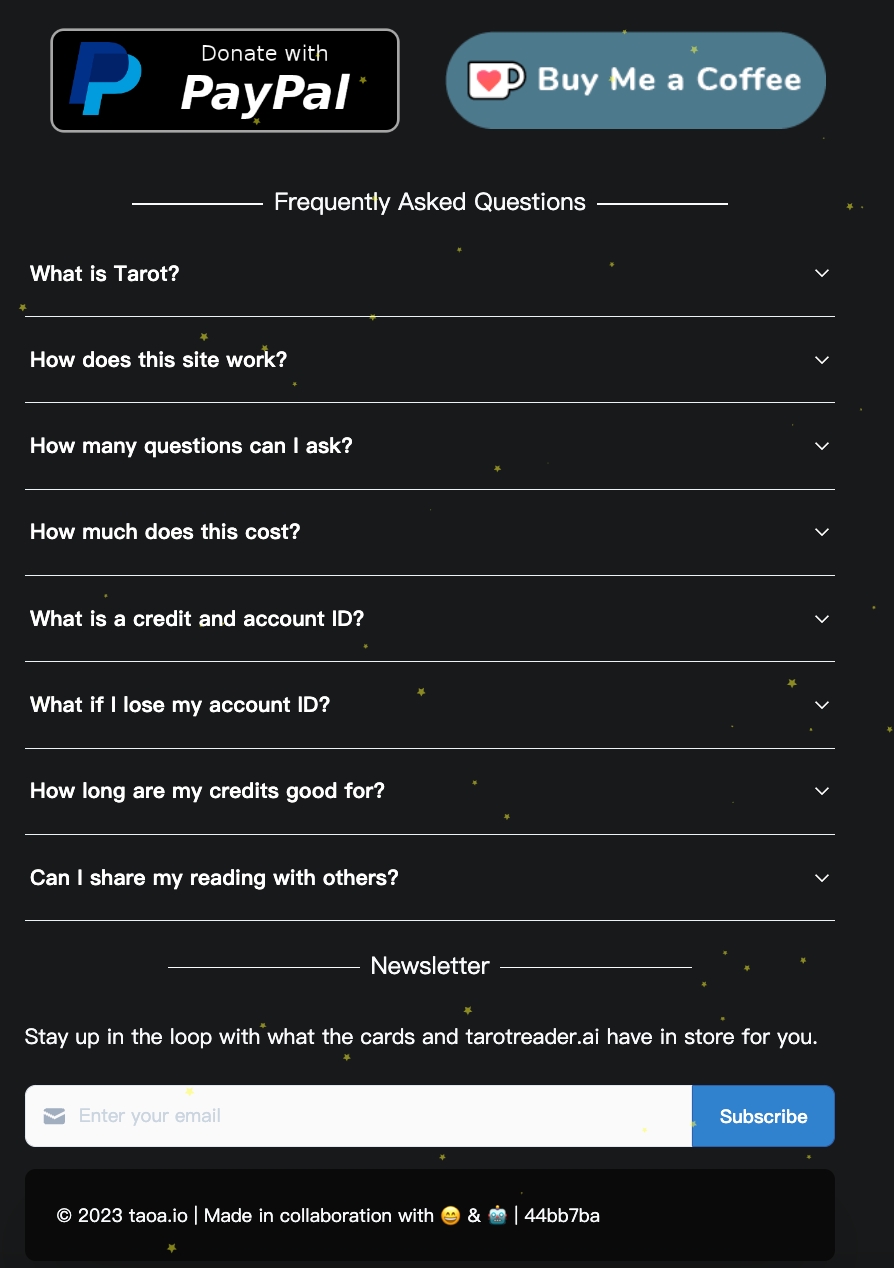 Donate with
PayPal
Buy Me a Coffee
Frequently Asked Questions
What is Tarot?
How does this site work?
How many questions can I ask?
How much does this cost?
What is a credit and account ID?
What if I lose my account ID?
How long are my credits good for?
Can I share my reading with others?
Newsletter
Stay up in the loop with what the cards and tarotreader.ai have in store for you.
Enter your email
Subscribe
© 2023 taoa.io | Made in collaboration with 😄 & 🤖 | 44bb7ba